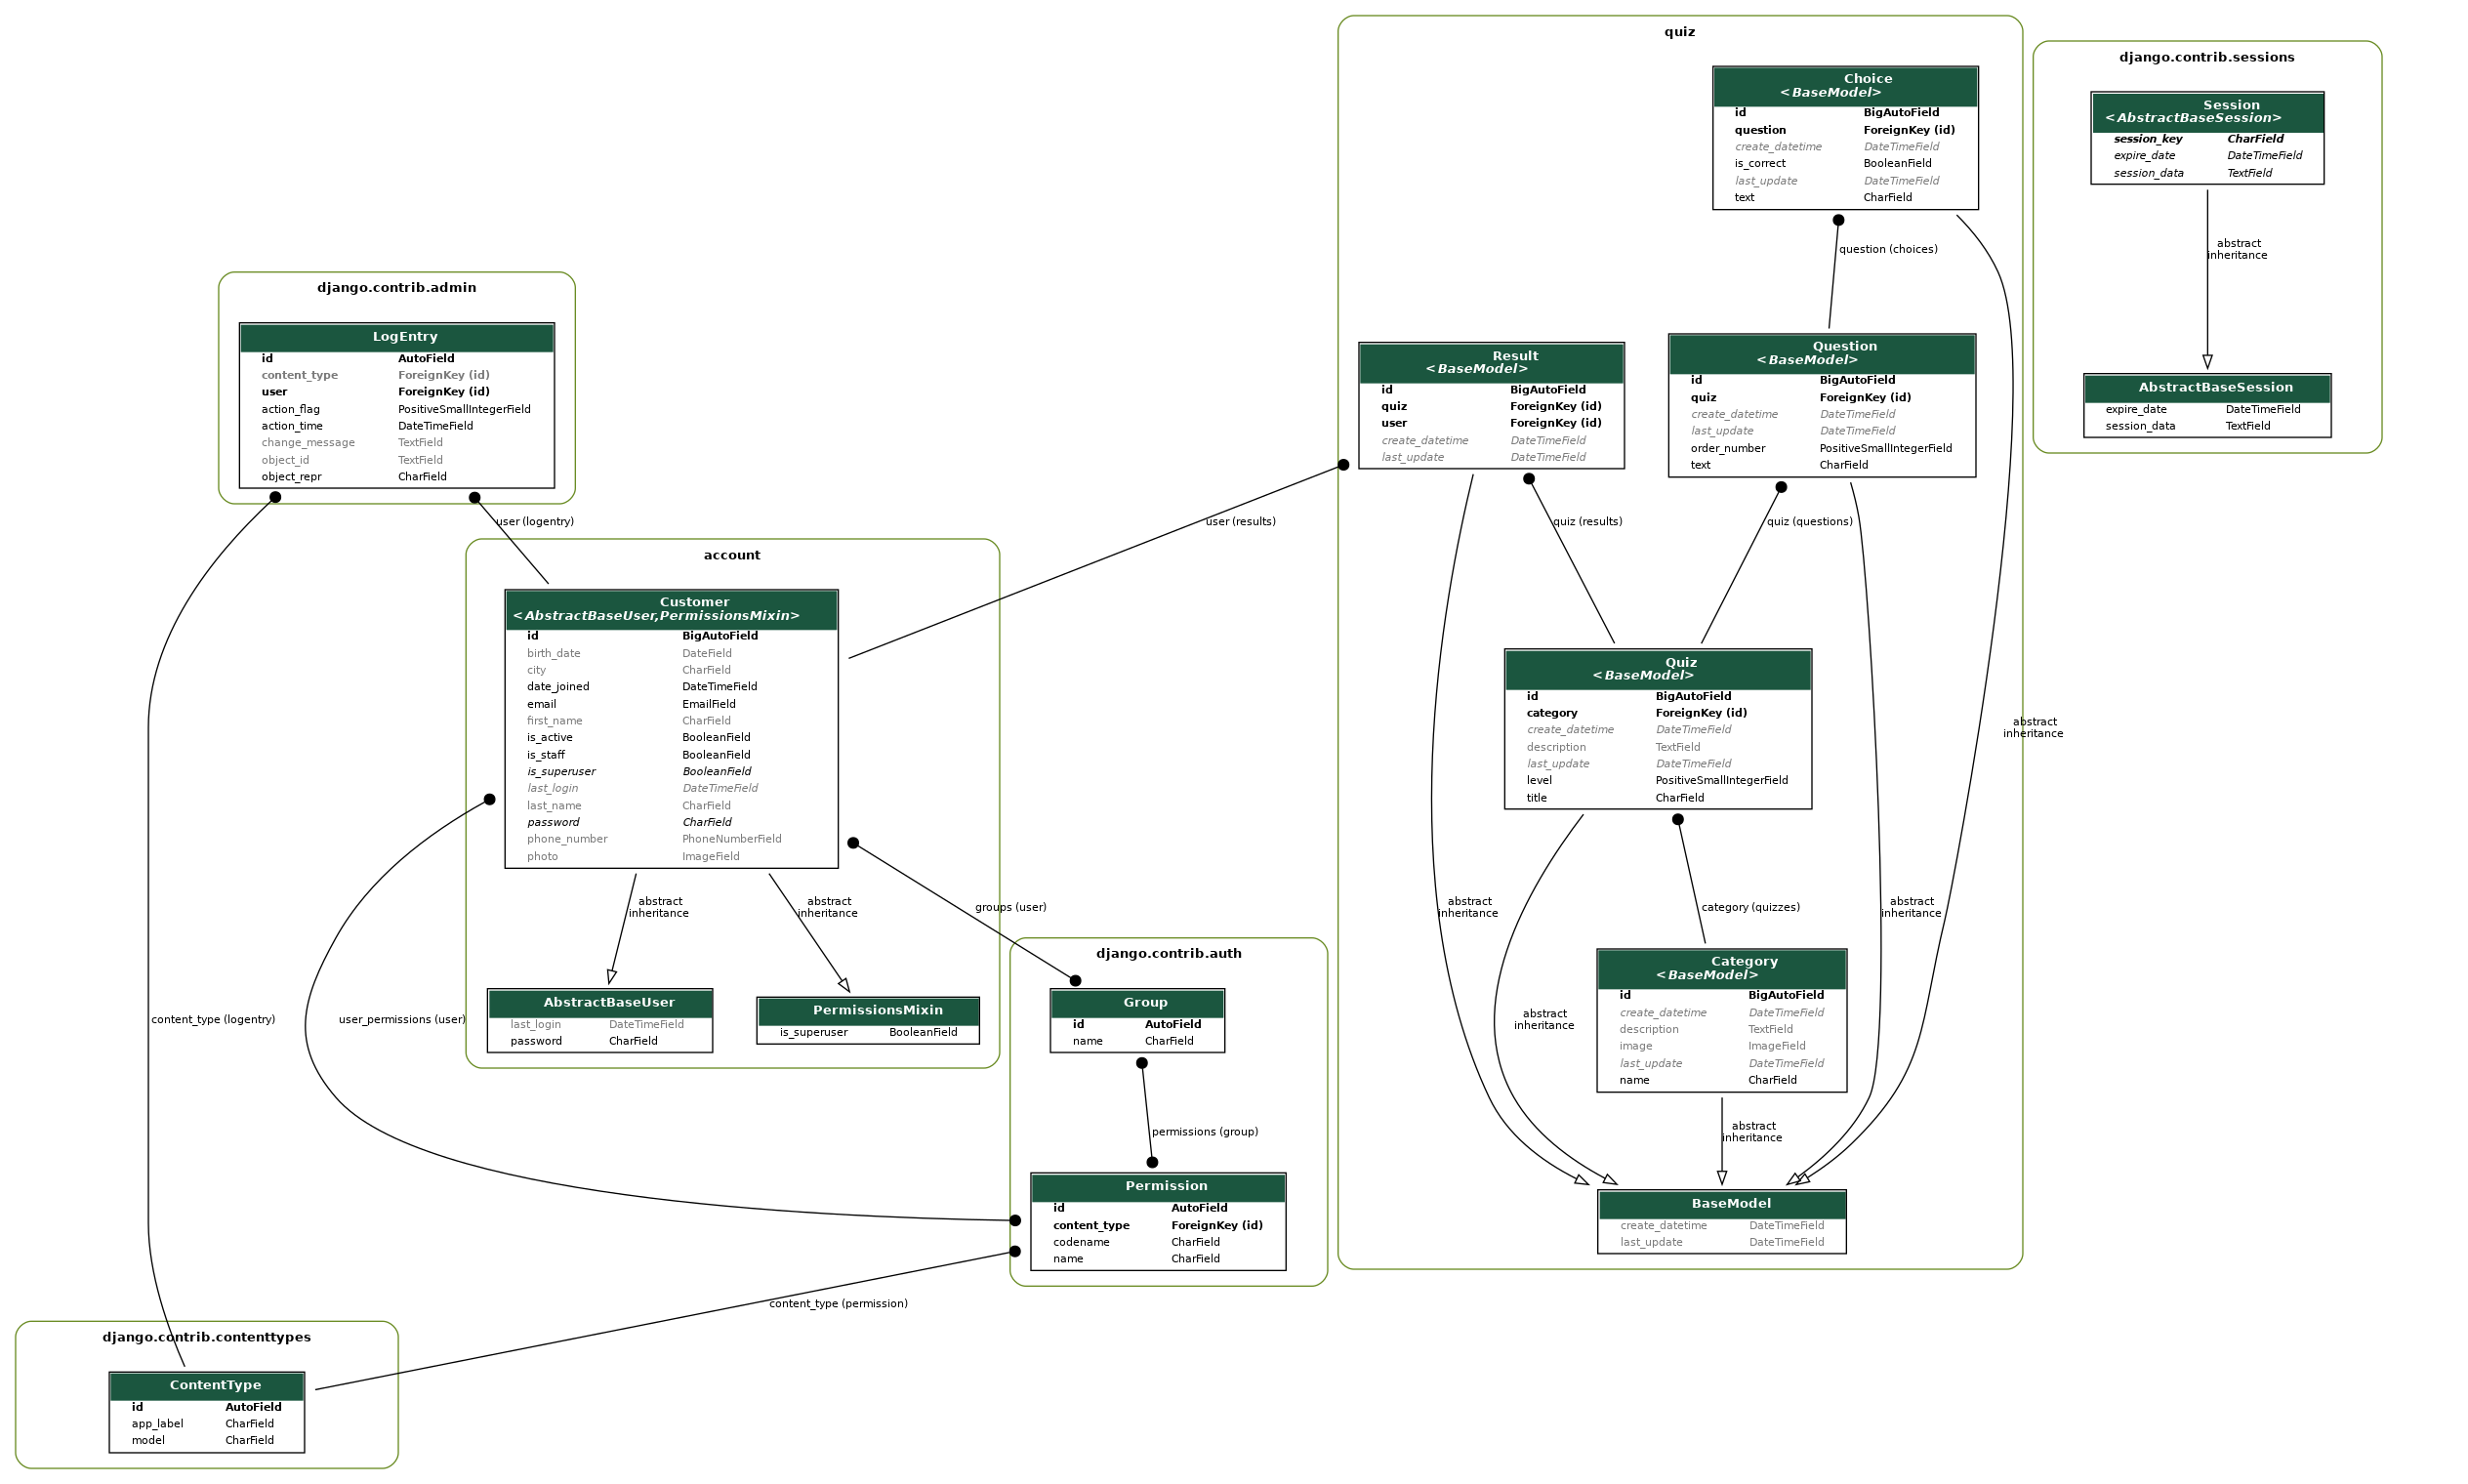 quiz
Choice
<BaseModel>
id BigAutoField
question ForeignKey (id)
create_datetime DateTimeField
is_correct BooleanField
last_update DateTimeField
text CharField
question (choices)
django.contrib.sessions
Session
<AbstractBaseSession>
session_key CharField
expire_date DateTimeField
session_data TextField
abstract
inheritance
AbstractBaseSession
expire_date DateTimeField
session_data TextField
django.contrib.admin
LogEntry
id AutoField
content_type ForeignKey (id)
user ForeignKey (id)
action_flag PositiveSmallIntegerField
action_time DateTimeField
change_message TextField
object_id TextField
object_repr CharField
user (logentry)
Result
<BaseModel>
id BigAutoField
quiz ForeignKey (id)
user ForeignKey (id)
create_datetime DateTimeField
last_update DateTimeField
Question
<BaseModel>
id BigAutoField
quiz ForeignKey (id)
create_datetime DateTimeField
last_update DateTimeField
order_number PositiveSmallIntegerField
text CharField
user (results)
quiz (results)
quiz (questions)
account
Customer
<AbstractBaseUser,PermissionsMixin>
id BigAutoField
birth_date DateField
city CharField
date_joined DateTimeField
email EmailField
first_name CharField
is_active BooleanField
is_staff BooleanField
is_superuser BooleanField
last_login DateTimeField
last_name CharField
password CharField
phone_number PhoneNumberField
photo ImageField
Quiz
<BaseModel>
id BigAutoField
category ForeignKey (id)
create_datetime DateTimeField
description TextField
last_update DateTimeField
level PositiveSmallIntegerField
title CharField
abstract
inheritance
abstract
inheritance
abstract
inheritance
groups (user)
abstract
inheritance
category (quizzes)
abstract
inheritance
AbstractBaseUser
last_login DateTimeField
password CharField
PermissionsMixin
is_superuser BooleanField
django.contrib.auth
Group
id AutoField
name CharField
Category
<BaseModel>
id BigAutoField
create_datetime DateTimeField
description TextField
image ImageField
last_update DateTimeField
name CharField
content_type (logentry)
user_permissions (user)
abstract
inheritance
permissions (group)
abstract
inheritance
Permission
id AutoField
content_type ForeignKey (id)
codename CharField
name CharField
BaseModel
create_datetime DateTimeField
last_update DateTimeField
content_type (permission)
django.contrib.contenttypes
ContentType
id AutoField
app_label CharField
model CharField